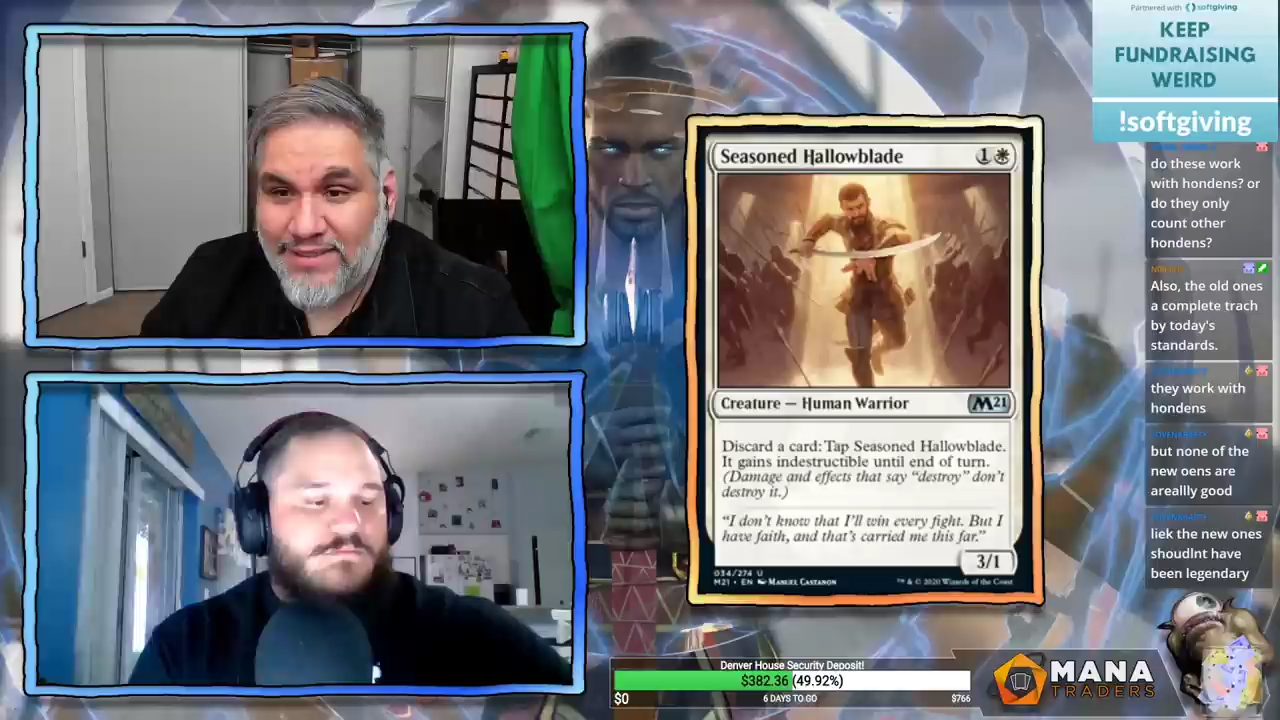 Partnered with softgiving
KEEP
FUNDRAISING
WEIRD
!softgiving
Seasoned Hallowblade 1
Creature — Human Warrior M21
Discard a card: Tap Seasoned Hallowblade.
It gains indestructible until end of turn.
(Damage and effects that say “destroy” don’t
destroy it.)
“I don’t know that I’ll win every fight. But I
have faith, and that’s carried me this far.”
3/1
034/274 U
M21 • EN MANUEL CASTAÑON
™ & © 2020 Wizards of the Coast
do these work
with hondens? or
do they only
count other
hondens?
Also, the old ones
a complete trach
by today's
standards.
they work with
hondens
but none of the
new oens are
areallly good
liek the new ones
shoudlnt have
been legendary
Denver House Security Deposit!
$382.36 (49.92%)
$0
6 DAYS TO GO
$766
MANA
TRADERS